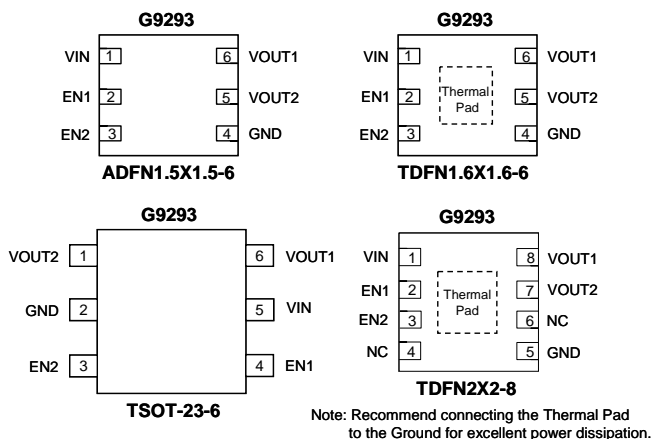 G9293
VIN 1 6 VOUT1
EN1 2 5 VOUT2
EN2 3 4 GND
ADFN1.5X1.5-6
G9293
VIN 1 6 VOUT1
Thermal
EN1 2 5 VOUT2
Pad
EN2 3 4 GND
TDFN1.6X1.6-6
G9293
VOUT2 1 6 VOUT1
GND 2 5 VIN
EN2 3 4 EN1
TSOT-23-6
G9293
VIN 1 8 VOUT1
EN1 2 Thermal 7 VOUT2
Pad
EN2 3 6 NC
NC 4 5 GND
TDFN2X2-8
Note: Recommend connecting the Thermal Pad
to the Ground for excellent power dissipation.